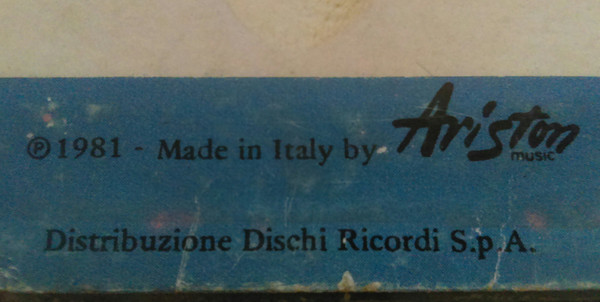 ℗1981 - Made in Italy by Ariston music
Distribuzione Dischi Ricordi S.p.A.